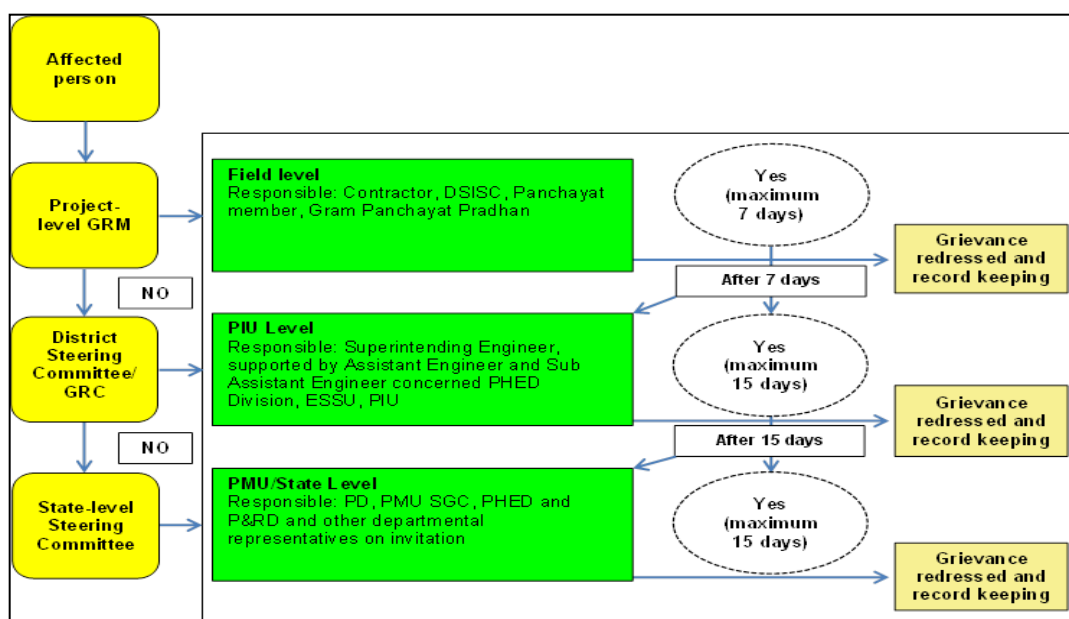 Affected
person
Project-
level GRM
Field level
Responsible: Contractor, DSISC, Panchayat
member, Gram Panchayat Pradhan
Yes
(maximum
7 days)
Grievance
redressed and
record keeping
NO
After 7 days
District
Steering
Committee/
GRC
PIU Level
Responsible: Superintending Engineer,
supported by Assistant Engineer and Sub
Assistant Engineer concerned PHED
Division, ESSU, PIU
Yes
(maximum
15 days)
Grievance
redressed and
record keeping
NO
After 15 days
State-level
Steering
Committee
PMU/State Level
Responsible: PD, PMU SGC, PHED and
P&RD and other departmental
representatives on invitation
Yes
(maximum
15 days)
Grievance
redressed and
record keeping